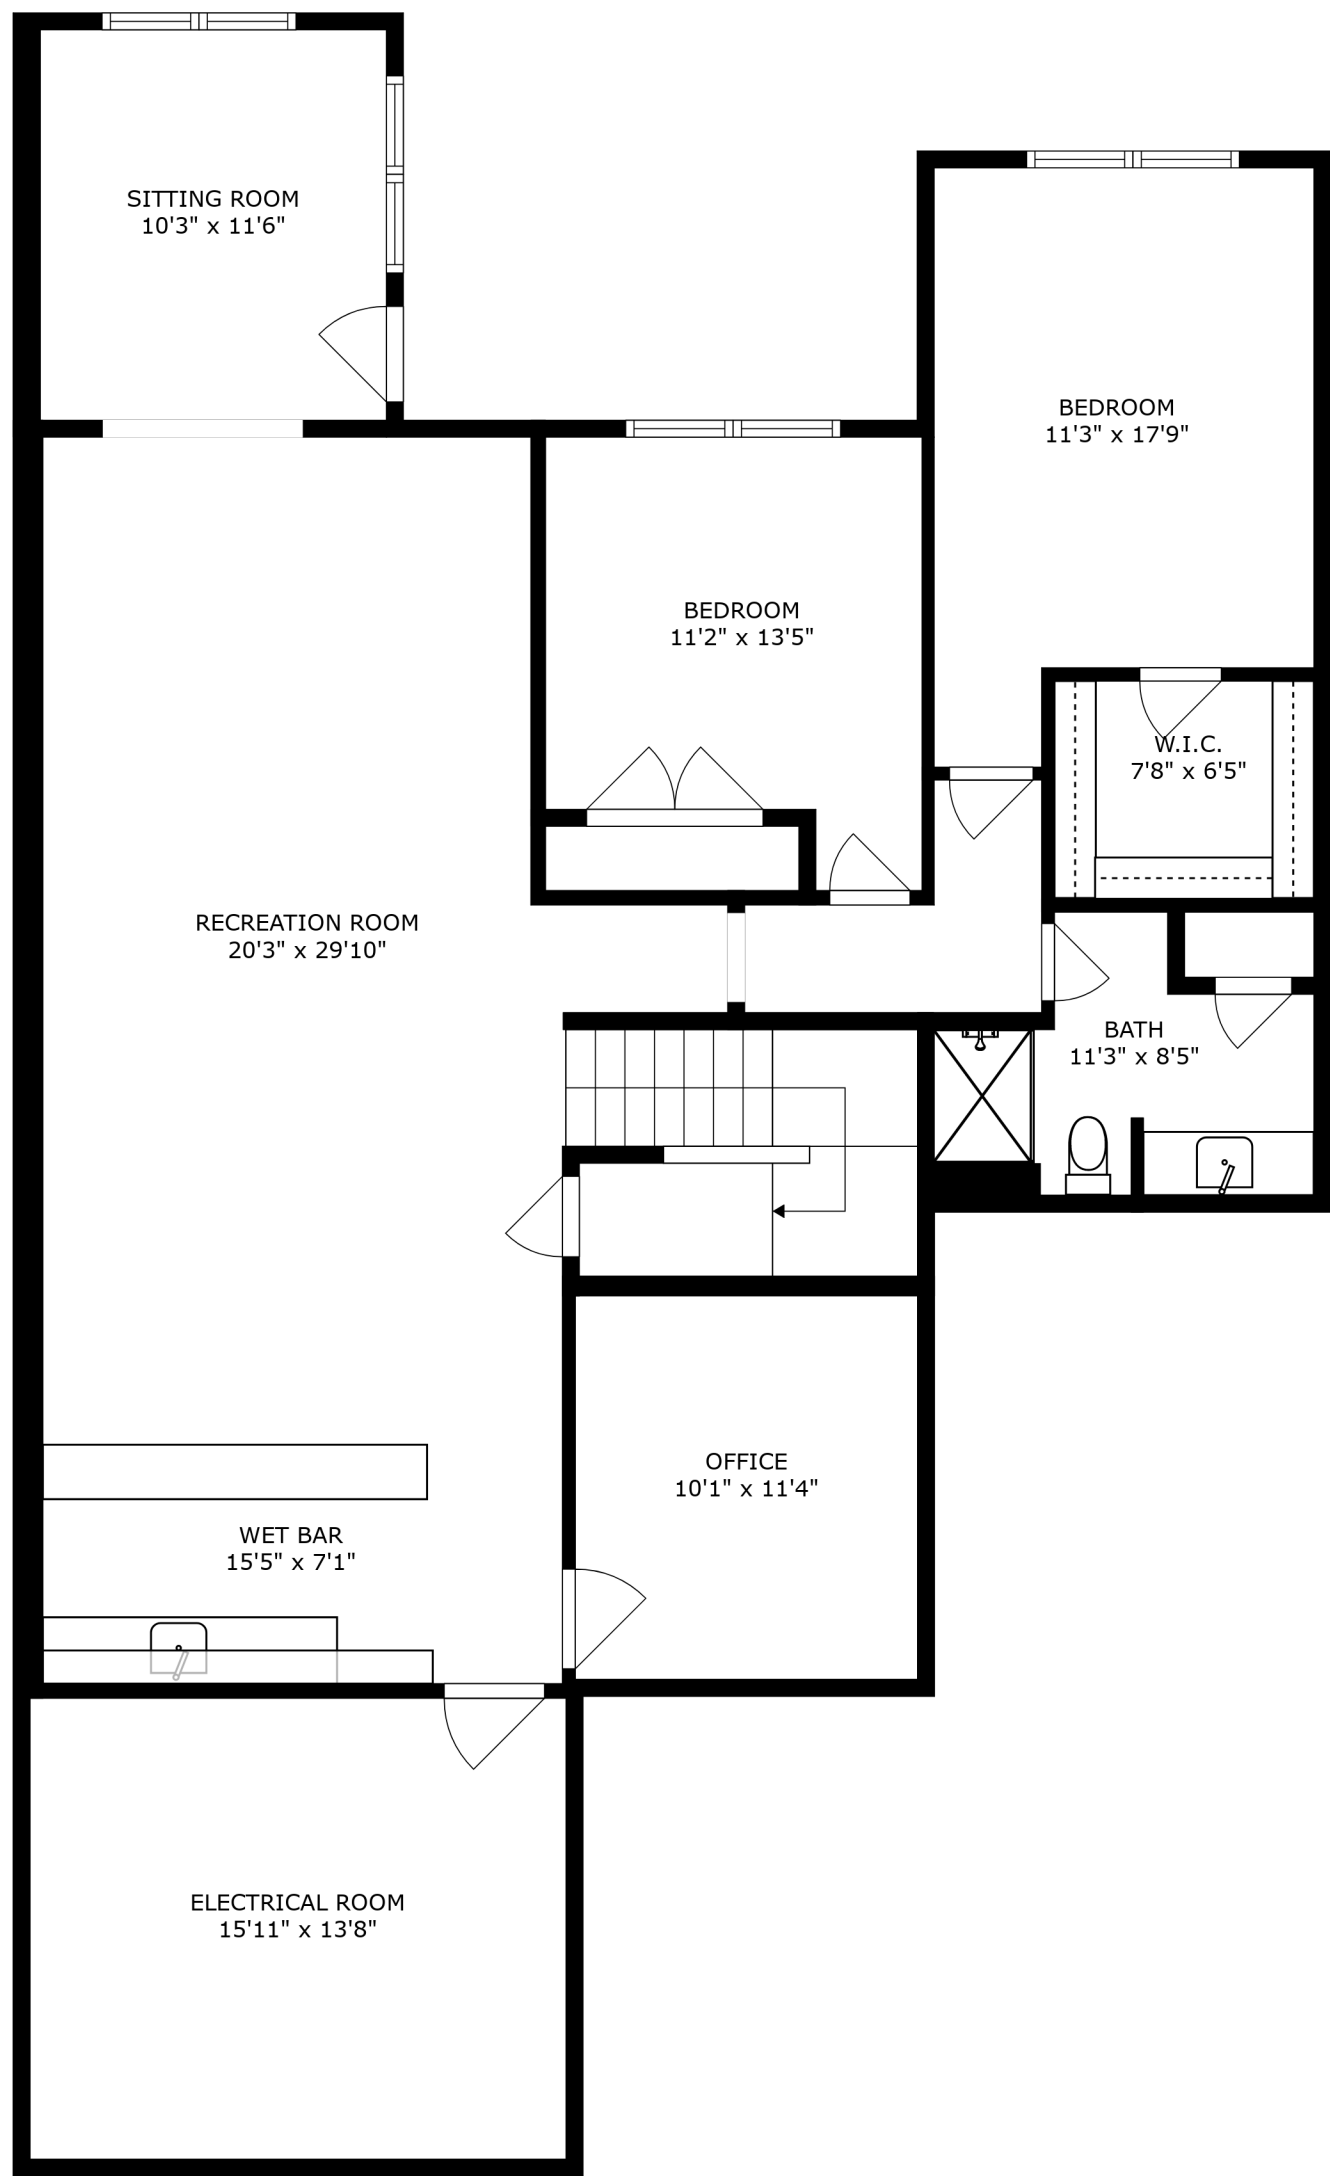 SITTING ROOM
10'3" x 11'6"
BEDROOM
11'3" x 17'9"
BEDROOM
11'2" x 13'5"
W.I.C.
7'8" x 6'5"
RECREATION ROOM
20'3" x 29'10"
BATH
11'3" x 8'5"
OFFICE
10'1" x 11'4"
WET BAR
15'5" x 7'1"
ELECTRICAL ROOM
15'11" x 13'8"